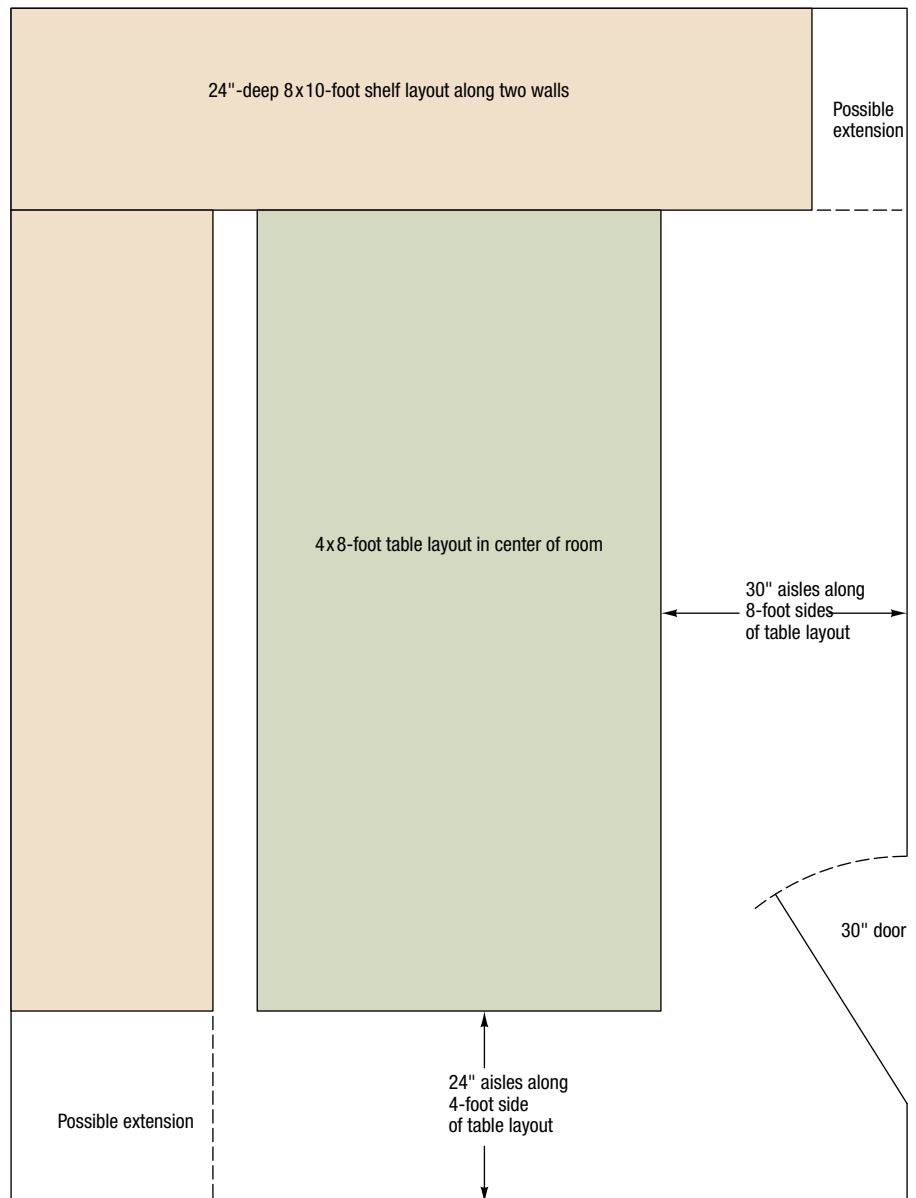 24"-deep 8x10-foot shelf layout along two walls
Possible
extension
4x8-foot table layout in center of room
30" aisles along
8-foot sides
of table layout
30" door
24" aisles along
4-foot side
of table layout
Possible extension